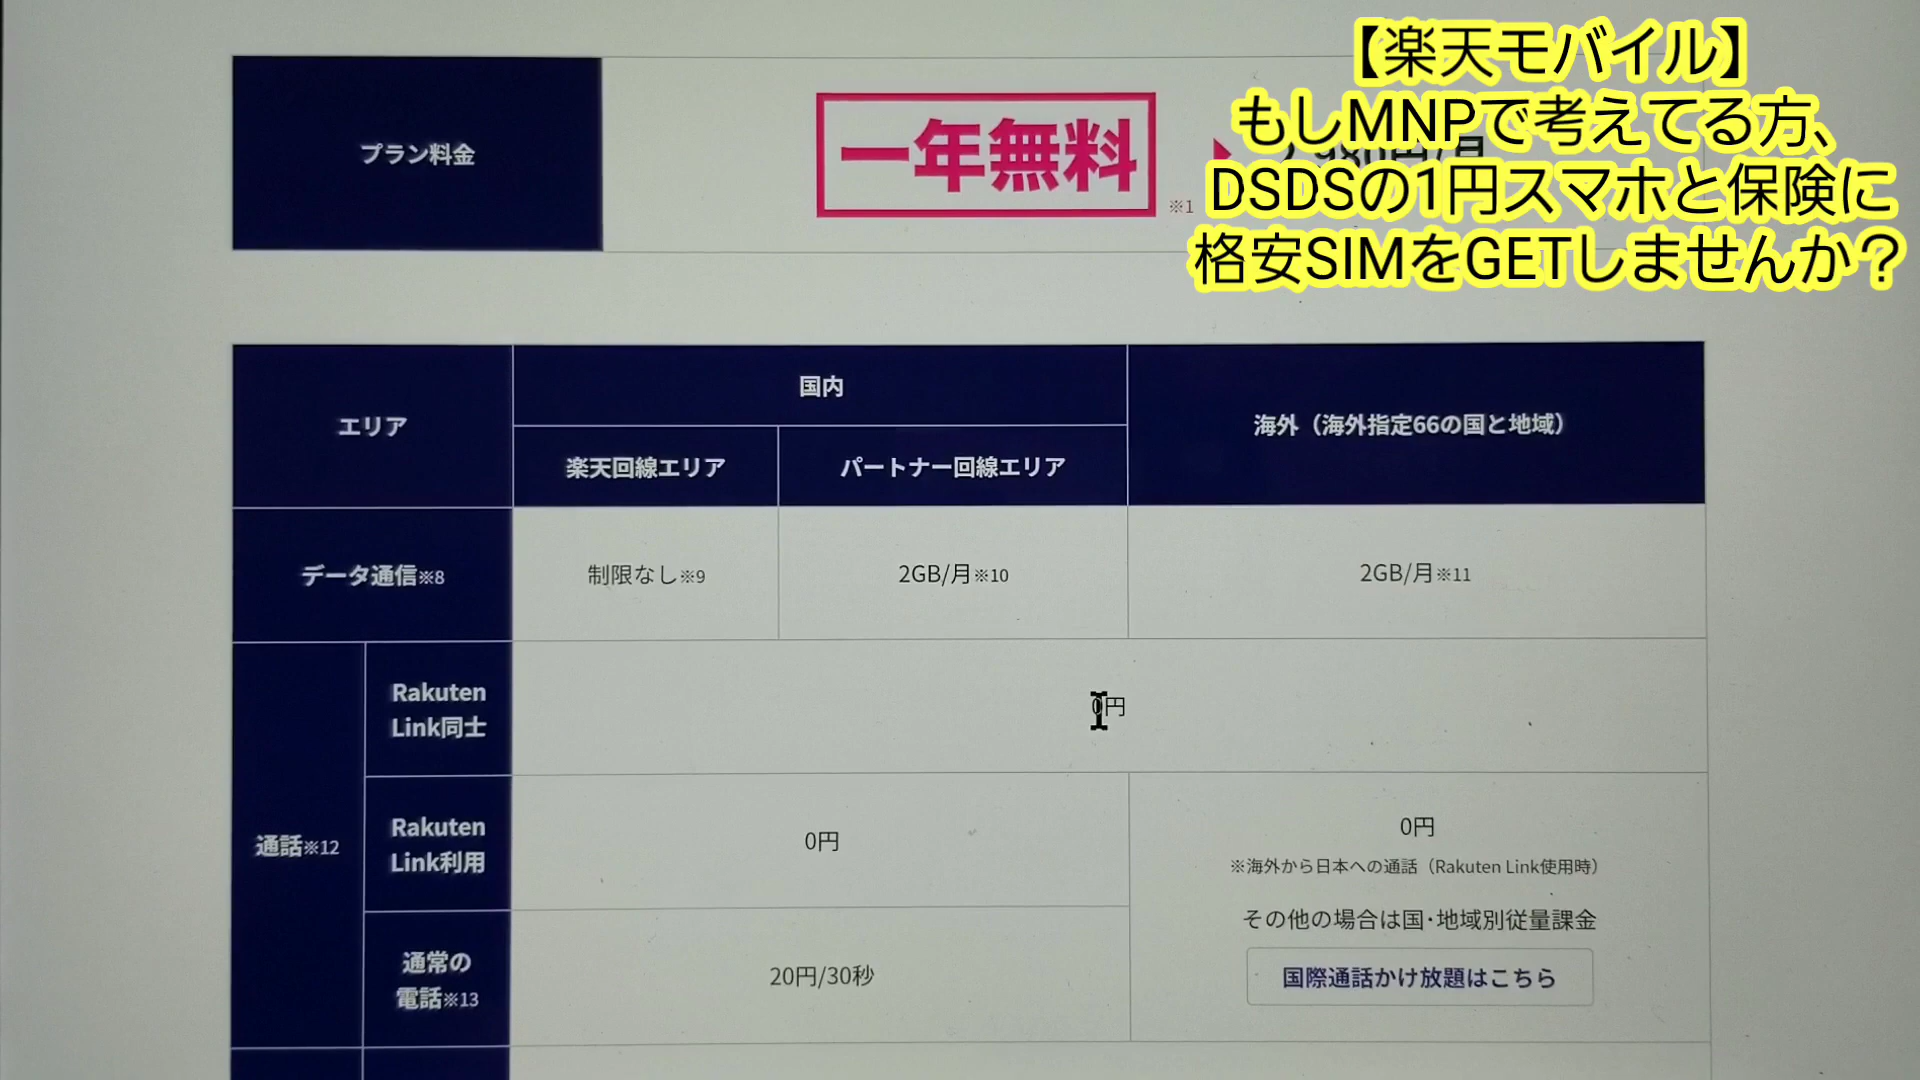 【楽天モバイル】
もしMNPで考えてる方、
DSDSの1円スマホと保険に
格安SIMをGETしませんか？
プラン料金
一年無料
※1
2,980円/月
エリア
国内
海外（海外指定66の国と地域）
楽天回線エリア
パートナー回線エリア
データ通信※8
制限なし※9
2GB/月※10
2GB/月※11
通話※12
Rakuten
Link同士
0円
Rakuten
Link利用
0円
0円
※海外から日本への通話（Rakuten Link使用時）
その他の場合は国・地域別従量課金
国際通話かけ放題はこちら
通常の
電話※13
20円/30秒